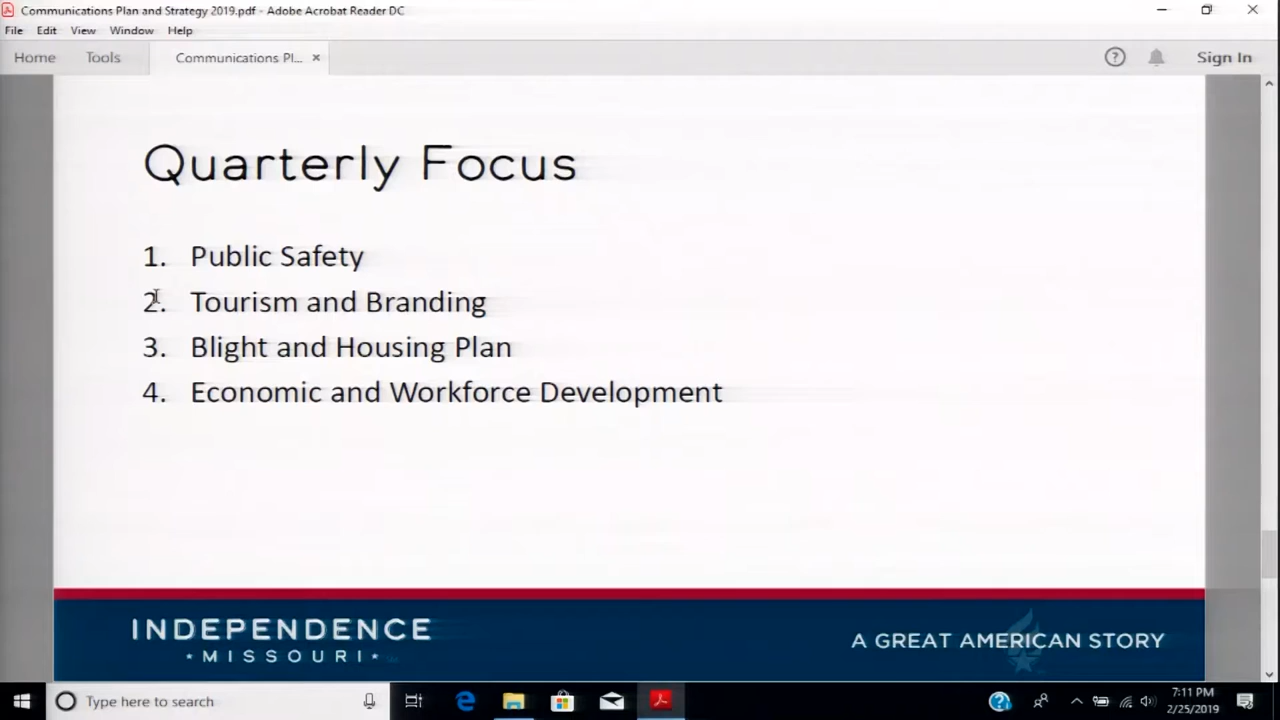 Communications Plan and Strategy 2019.pdf - Adobe Acrobat Reader DC
File Edit View Window Help
Home Tools Communications Pl... × ? Sign In
Quarterly Focus
1. Public Safety
2. Tourism and Branding
3. Blight and Housing Plan
4. Economic and Workforce Development
INDEPENDENCE
MISSOURI
A GREAT AMERICAN STORY
Type here to search
7:11 PM
2/25/2019